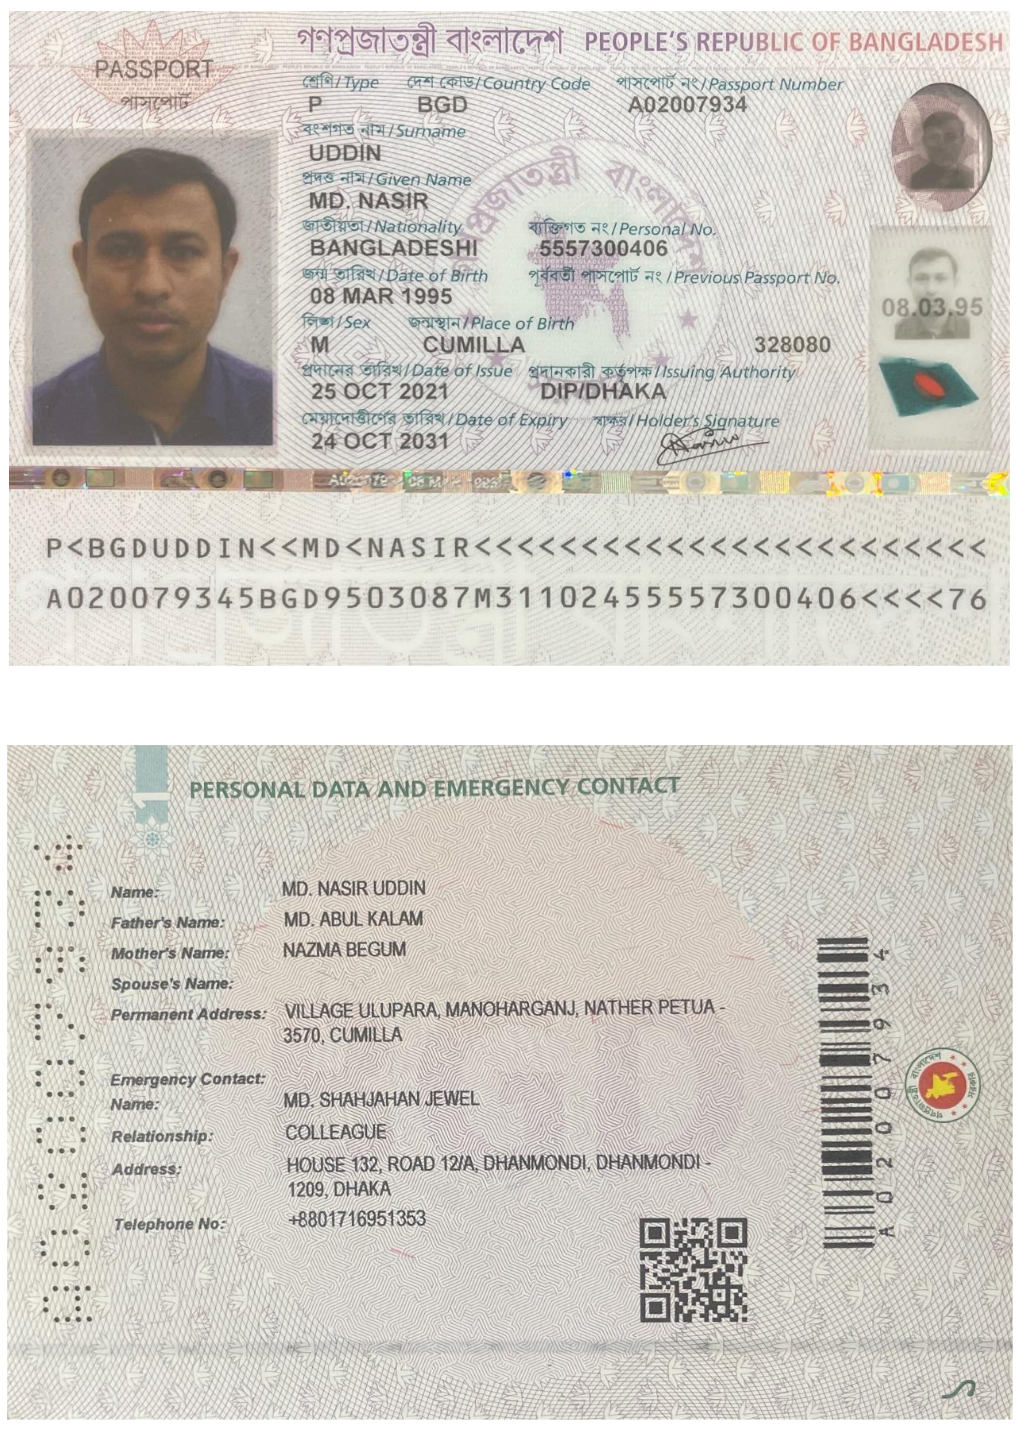 গণপ্রজাতন্ত্রী বাংলাদেশ PEOPLE'S REPUBLIC OF BANGLADESH
PASSPORT
পাসপোর্ট
শ্রেণি/Type দেশ কোড/Country Code পাসপোর্ট নং/Passport Number
P BGD A02007934
বংশগত নাম/Surname
UDDIN
প্রদত্ত নাম/Given Name
MD. NASIR
জাতীয়তা/Nationality ব্যক্তিগত নং/Personal No.
BANGLADESHI 5557300406
জন্ম তারিখ/Date of Birth পূর্ববর্তী পাসপোর্ট নং/Previous Passport No.
08 MAR 1995
08.03.95
লিঙ্গ/Sex জন্মস্থান/Place of Birth
M CUMILLA 328080
প্রদানের তারিখ/Date of Issue প্রদানকারী কর্তৃপক্ষ/Issuing Authority
25 OCT 2021 DIP/DHAKA
মেয়াদোত্তীর্ণের তারিখ/Date of Expiry স্বাক্ষর/Holder's Signature
24 OCT 2031
P<BGDUDDIN<<MD<NASIR<<<<<<<<<<<<<<<<<<<<<<<<
A020079345BGD9503087M31102455557300406<<<<76
1
PERSONAL DATA AND EMERGENCY CONTACT
Name: MD. NASIR UDDIN
Father's Name: MD. ABUL KALAM
Mother's Name: NAZMA BEGUM
Spouse's Name:
Permanent Address: VILLAGE ULUPARA, MANOHARGANJ, NATHER PETUA -
3570, CUMILLA
Emergency Contact:
Name: MD. SHAHJAHAN JEWEL
Relationship: COLLEAGUE
Address: HOUSE 132, ROAD 12/A, DHANMONDI, DHANMONDI -
1209, DHAKA
Telephone No: +8801716951353
A02007934
A02007934